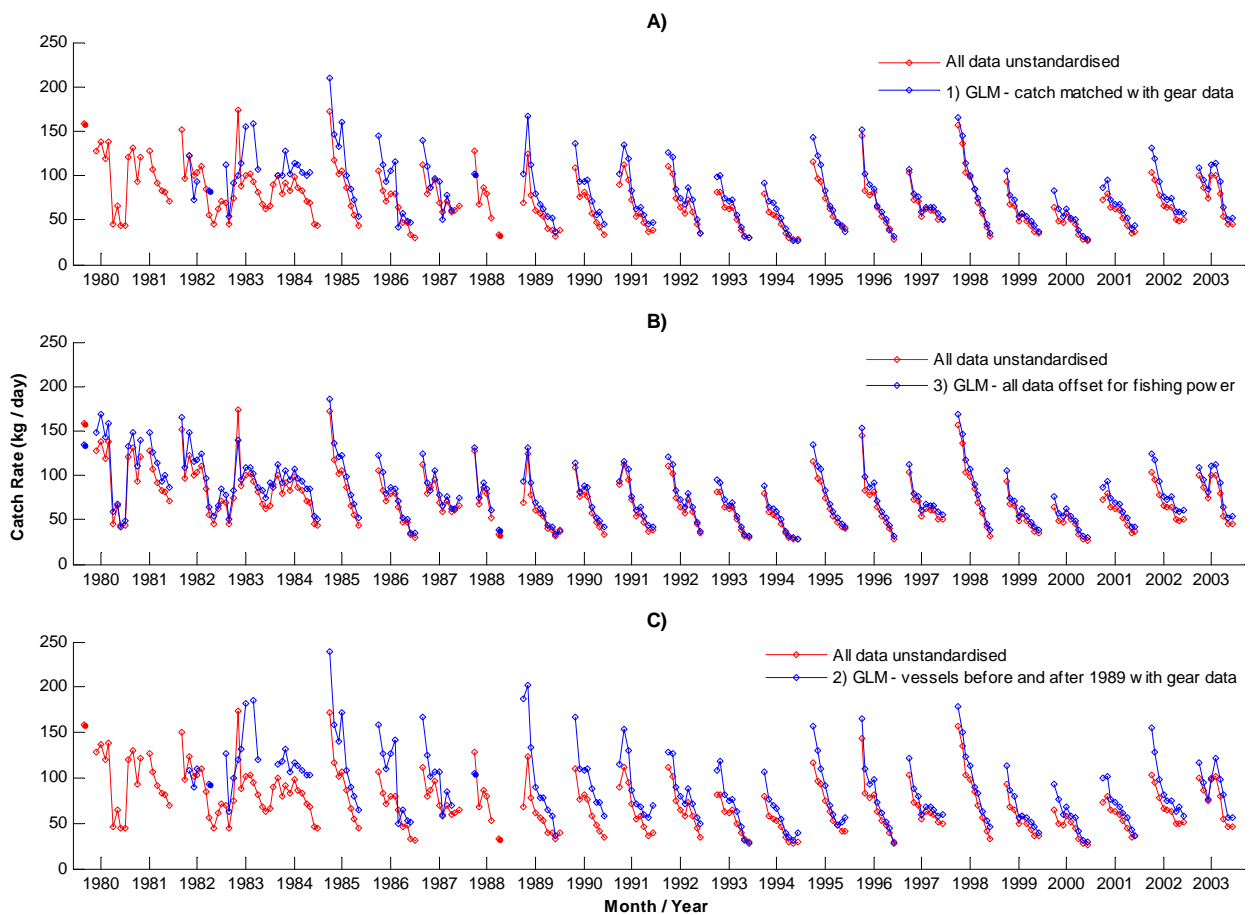 A)
250
200
150
100
50
0
All data unstandardised
1) GLM - catch matched with gear data
1980 1981 1982 1983 1984 1985 1986 1987 1988 1989 1990 1991 1992 1993 1994 1995 1996 1997 1998 1999 2000 2001 2002 2003
B)
Catch Rate (kg / day)
250
200
150
100
50
0
All data unstandardised
3) GLM - all data offset for fishing power
1980 1981 1982 1983 1984 1985 1986 1987 1988 1989 1990 1991 1992 1993 1994 1995 1996 1997 1998 1999 2000 2001 2002 2003
C)
250
200
150
100
50
0
All data unstandardised
2) GLM - vessels before and after 1989 with gear data
1980 1981 1982 1983 1984 1985 1986 1987 1988 1989 1990 1991 1992 1993 1994 1995 1996 1997 1998 1999 2000 2001 2002 2003
Month / Year